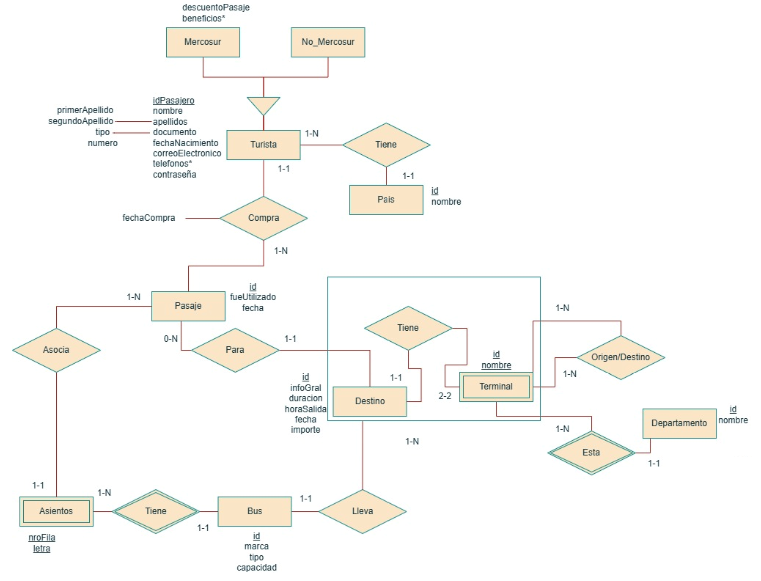 descuentoPasaje
beneficios*
Mercosur
No_Mercosur
idPasajero
nombre
apellidos
documento
fechaNacimiento
correoElectronico
telefonos*
contraseña
primerApellido
segundoApellido
tipo
numero
Turista
1-N
Tiene
1-1
1-1
Pais
id
nombre
fechaCompra
Compra
1-N
1-N
Pasaje
id
fueUtilizado
fecha
Asocia
0-N
Para
1-1
Tiene
1-N
id
nombre
Origen/Destino
1-N
Terminal
2-2
1-1
id
infoGral
duracion
horaSalida
fecha
importe
Destino
1-N
1-N
Departamento
id
nombre
Esta
1-1
1-1
1-N
Asientos
nroFila
letra
Tiene
1-1
Bus
1-1
Lleva
id
marca
tipo
capacidad